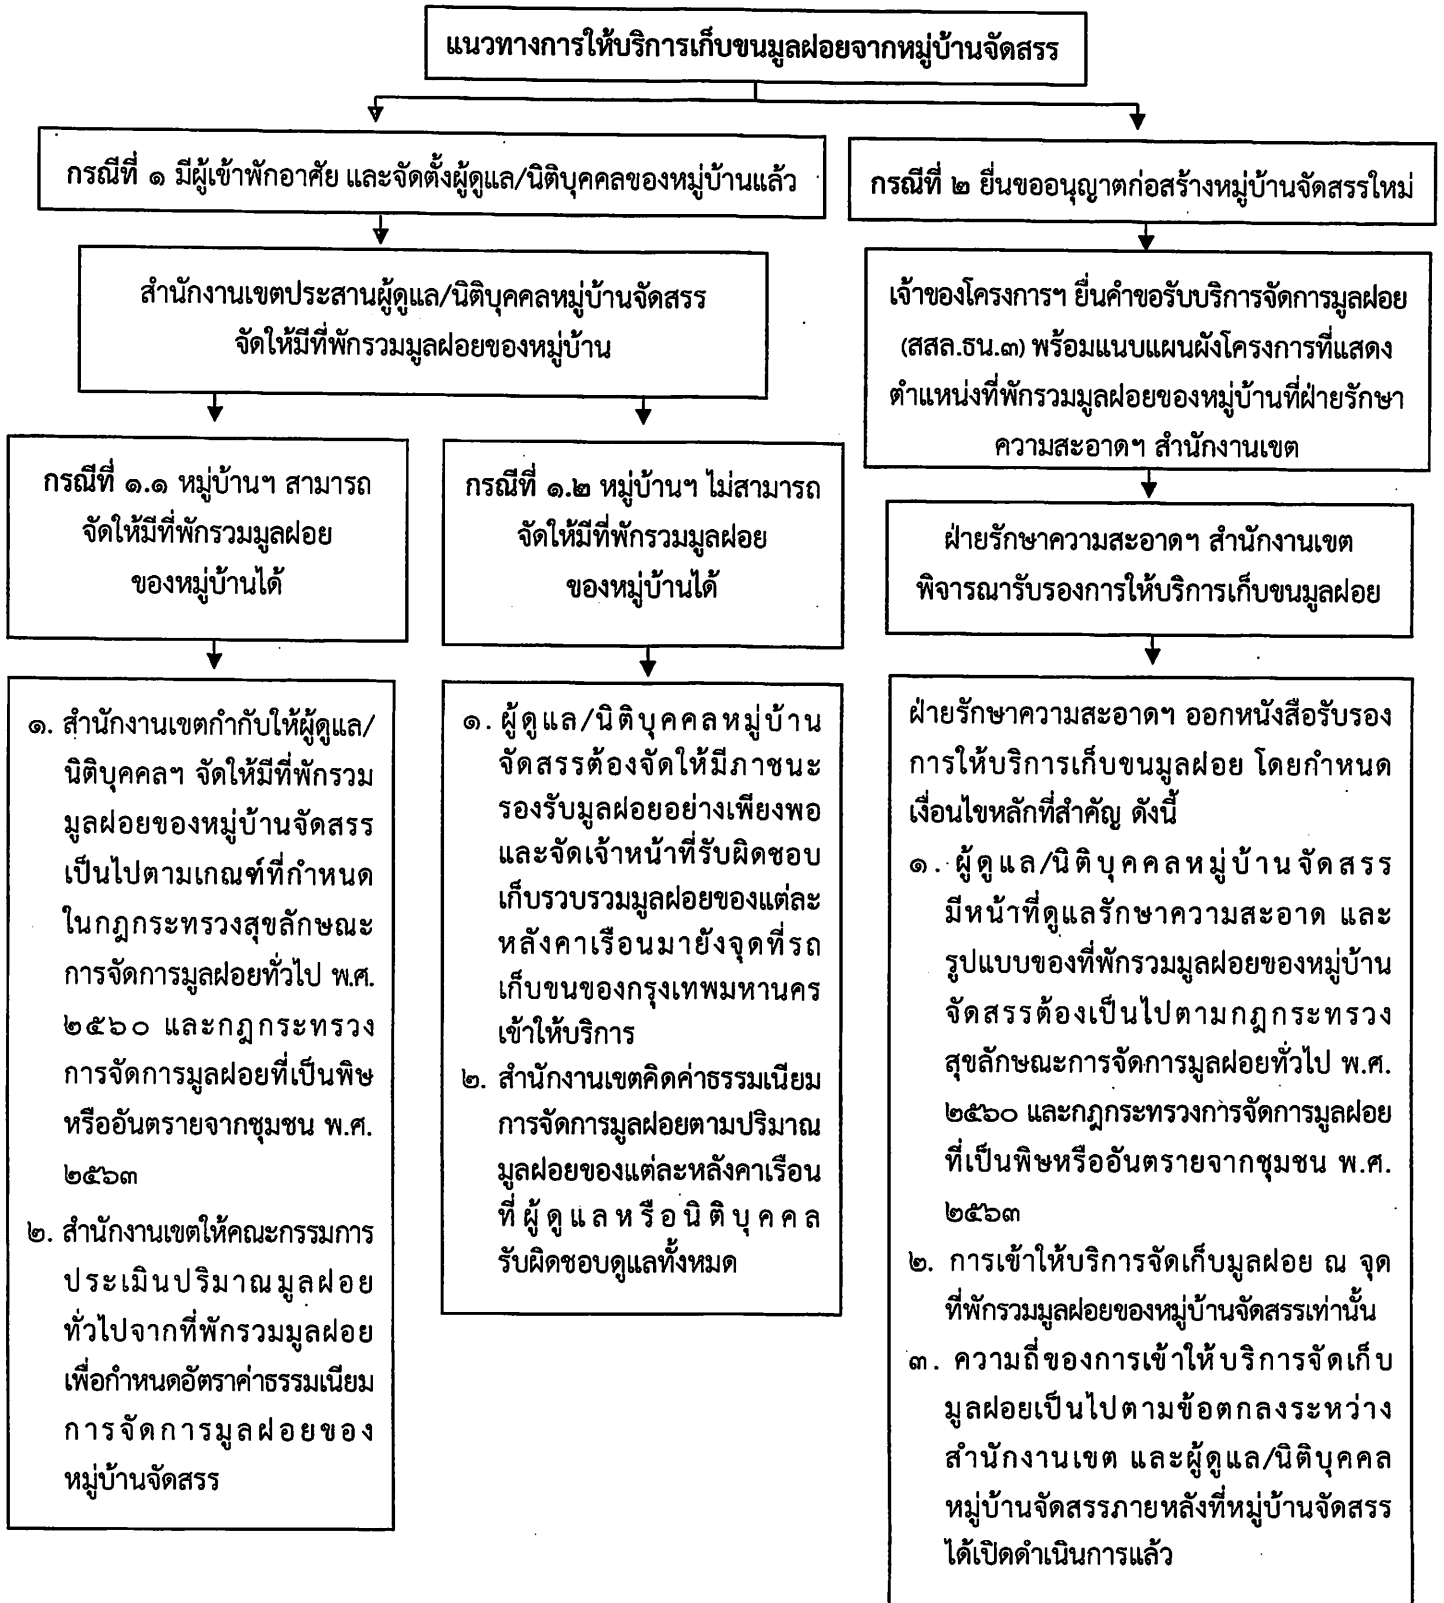 แนวทางการให้บริการเก็บขนมูลฝอยจากหมู่บ้านจัดสรร
กรณีที่ ๑ มีผู้เข้าพักอาศัย และจัดตั้งผู้ดูแล/นิติบุคคลของหมู่บ้านแล้ว
สำนักงานเขตประสานผู้ดูแล/นิติบุคคลหมู่บ้านจัดสรร
จัดให้มีที่พักรวมมูลฝอยของหมู่บ้าน
กรณีที่ ๑.๑ หมู่บ้านฯ สามารถ
จัดให้มีที่พักรวมมูลฝอย
ของหมู่บ้านได้
๑. สำนักงานเขตกำกับให้ผู้ดูแล/
นิติบุคคลฯ จัดให้มีที่พักรวม
มูลฝอยของหมู่บ้านจัดสรร
เป็นไปตามเกณฑ์ที่กำหนด
ในกฎกระทรวงสุขลักษณะ
การจัดการมูลฝอยทั่วไป พ.ศ.
๒๕๖๐ และกฎกระทรวง
การจัดการมูลฝอยที่เป็นพิษ
หรืออันตรายจากชุมชน พ.ศ.
๒๕๖๓
๒. สำนักงานเขตให้คณะกรรมการ
ประเมินปริมาณมูลฝอย
ทั่วไปจากที่พักรวมมูลฝอย
เพื่อกำหนดอัตราค่าธรรมเนียม
การจัดการมูลฝอยของ
หมู่บ้านจัดสรร
กรณีที่ ๑.๒ หมู่บ้านฯ ไม่สามารถ
จัดให้มีที่พักรวมมูลฝอย
ของหมู่บ้านได้
๑. ผู้ดูแล/นิติบุคคลหมู่บ้าน
จัดสรรต้องจัดให้มีภาชนะ
รองรับมูลฝอยอย่างเพียงพอ
และจัดเจ้าหน้าที่รับผิดชอบ
เก็บรวบรวมมูลฝอยของแต่ละ
หลังคาเรือนมายังจุดที่รถ
เก็บขนของกรุงเทพมหานคร
เข้าให้บริการ
๒. สำนักงานเขตคิดค่าธรรมเนียม
การจัดการมูลฝอยตามปริมาณ
มูลฝอยของแต่ละหลังคาเรือน
ที่ผู้ดูแลหรือนิติบุคคล
รับผิดชอบดูแลทั้งหมด
กรณีที่ ๒ ยื่นขออนุญาตก่อสร้างหมู่บ้านจัดสรรใหม่
เจ้าของโครงการฯ ยื่นคำขอรับบริการจัดการมูลฝอย
(สสล.ธน.๓) พร้อมแนบแผนผังโครงการที่แสดง
ตำแหน่งที่พักรวมมูลฝอยของหมู่บ้านที่ฝ่ายรักษา
ความสะอาดฯ สำนักงานเขต
ฝ่ายรักษาความสะอาดฯ สำนักงานเขต
พิจารณารับรองการให้บริการเก็บขนมูลฝอย
ฝ่ายรักษาความสะอาดฯ ออกหนังสือรับรอง
การให้บริการเก็บขนมูลฝอย โดยกำหนด
เงื่อนไขหลักที่สำคัญ ดังนี้
๑. ผู้ดูแล/นิติบุคคลหมู่บ้านจัดสรร
มีหน้าที่ดูแลรักษาความสะอาด และ
รูปแบบของที่พักรวมมูลฝอยของหมู่บ้าน
จัดสรรต้องเป็นไปตามกฎกระทรวง
สุขลักษณะการจัดการมูลฝอยทั่วไป พ.ศ.
๒๕๖๐ และกฎกระทรวงการจัดการมูลฝอย
ที่เป็นพิษหรืออันตรายจากชุมชน พ.ศ.
๒๕๖๓
๒. การเข้าให้บริการจัดเก็บมูลฝอย ณ จุด
ที่พักรวมมูลฝอยของหมู่บ้านจัดสรรเท่านั้น
๓. ความถี่ของการเข้าให้บริการจัดเก็บ
มูลฝอยเป็นไปตามข้อตกลงระหว่าง
สำนักงานเขต และผู้ดูแล/นิติบุคคล
หมู่บ้านจัดสรรภายหลังที่หมู่บ้านจัดสรร
ได้เปิดดำเนินการแล้ว